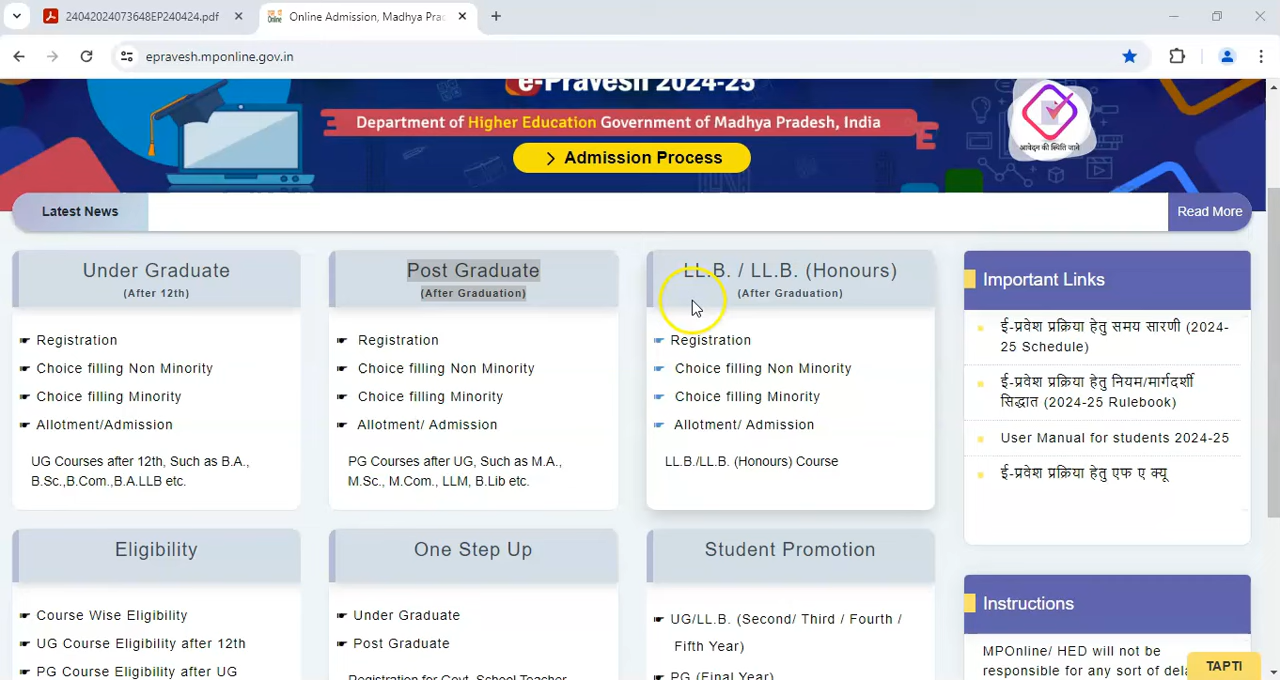 24042024073648EP240424.pdf
Online Admission, Madhya Prad
epravesh.mponline.gov.in
e-Pravesh 2024-25
Department of Higher Education Government of Madhya Pradesh, India
Admission Process
आवेदन की स्थिति जाने
Latest News
Read More
Under Graduate
(After 12th)
Registration
Choice filling Non Minority
Choice filling Minority
Allotment/Admission
UG Courses after 12th, Such as B.A.,
B.Sc.,B.Com.,B.A.LLB etc.
Post Graduate
(After Graduation)
Registration
Choice filling Non Minority
Choice filling Minority
Allotment/ Admission
PG Courses after UG, Such as M.A.,
M.Sc., M.Com., LLM, B.Lib etc.
LL.B. / LL.B. (Honours)
(After Graduation)
Registration
Choice filling Non Minority
Choice filling Minority
Allotment/ Admission
LL.B./LL.B. (Honours) Course
Important Links
ई-प्रवेश प्रक्रिया हेतु समय सारणी (2024-
25 Schedule)
ई-प्रवेश प्रक्रिया हेतु नियम/मार्गदर्शी
सिद्धात (2024-25 Rulebook)
User Manual for students 2024-25
ई-प्रवेश प्रक्रिया हेतु एफ ए क्यू
Eligibility
Course Wise Eligibility
UG Course Eligibility after 12th
PG Course Eligibility after UG
One Step Up
Under Graduate
Post Graduate
Registration for Govt. School Teacher
Student Promotion
UG/LL.B. (Second/ Third / Fourth /
Fifth Year)
PG (Final Year)
Instructions
MPOnline/ HED will not be
responsible for any sort of
TAPTI